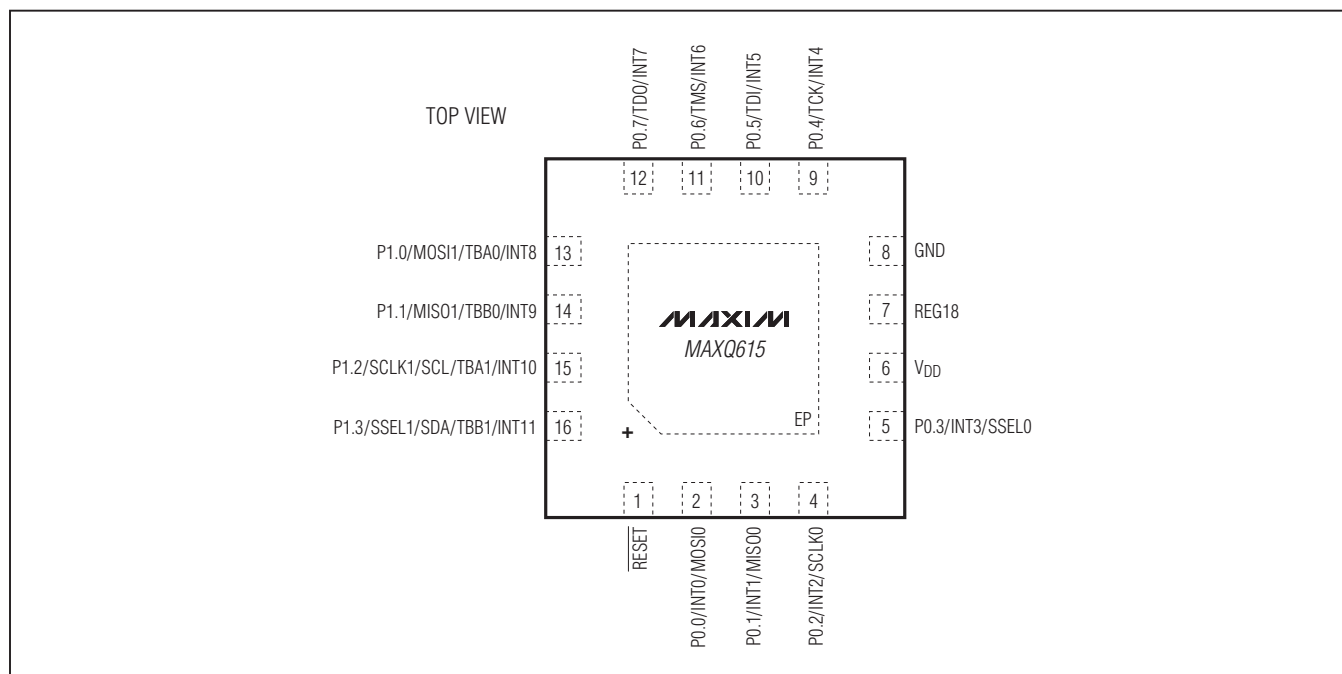 P0.7/TDO/INT7
P0.6/TMS/INT6
P0.5/TDI/INT5
P0.4/TCK/INT4
TOP VIEW
12
11
10
9
P1.0/MOSI1/TBA0/INT8
13
8
GND
P1.1/MISO1/TBB0/INT9
14
7
REG18
MAXIM
MAXQ615
P1.2/SCLK1/SCL/TBA1/INT10
15
6
VDD
P1.3/SSEL1/SDA/TBB1/INT11
16
+
EP
5
P0.3/INT3/SSEL0
1
2
3
4
RESET
P0.0/INT0/MOSI0
P0.1/INT1/MISO0
P0.2/INT2/SCLK0